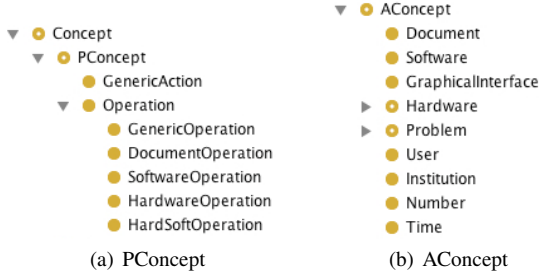 Concept
PConcept
GenericAction
Operation
GenericOperation
DocumentOperation
SoftwareOperation
HardwareOperation
HardSoftOperation
(a) PConcept
AConcept
Document
Software
GraphicalInterface
Hardware
Problem
User
Institution
Number
Time
(b) AConcept